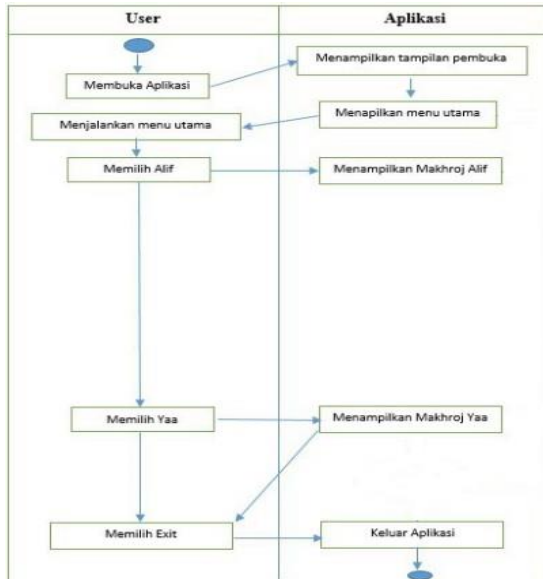 User
Aplikasi
Menampilkan tampilan pembuka
Membuka Aplikasi
Menapilkan menu utama
Menjalankan menu utama
Memilih Alif
Menampilkan Makhroj Alif
Memilih Yaa
Menampilkan Makhroj Yaa
Memilih Exit
Keluar Aplikasi